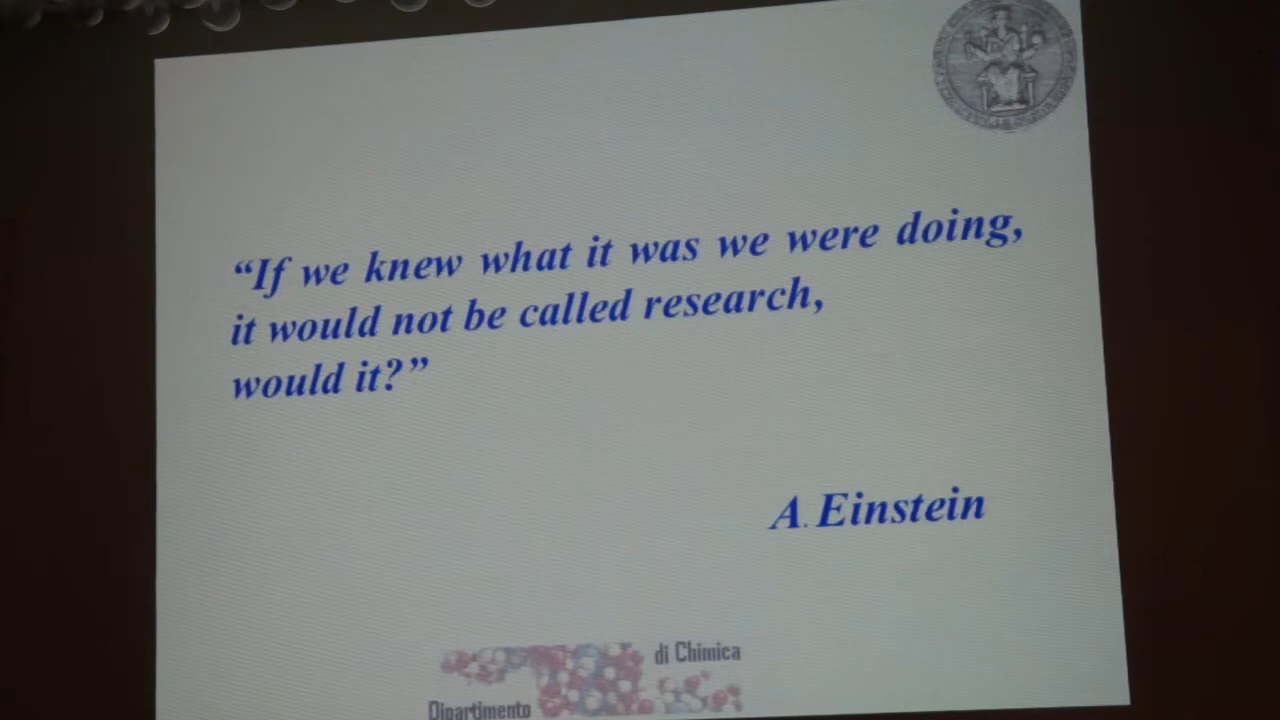 “If we knew what it was we were doing,
it would not be called research,
would it?”
A. Einstein
di Chimica
Dipartimento